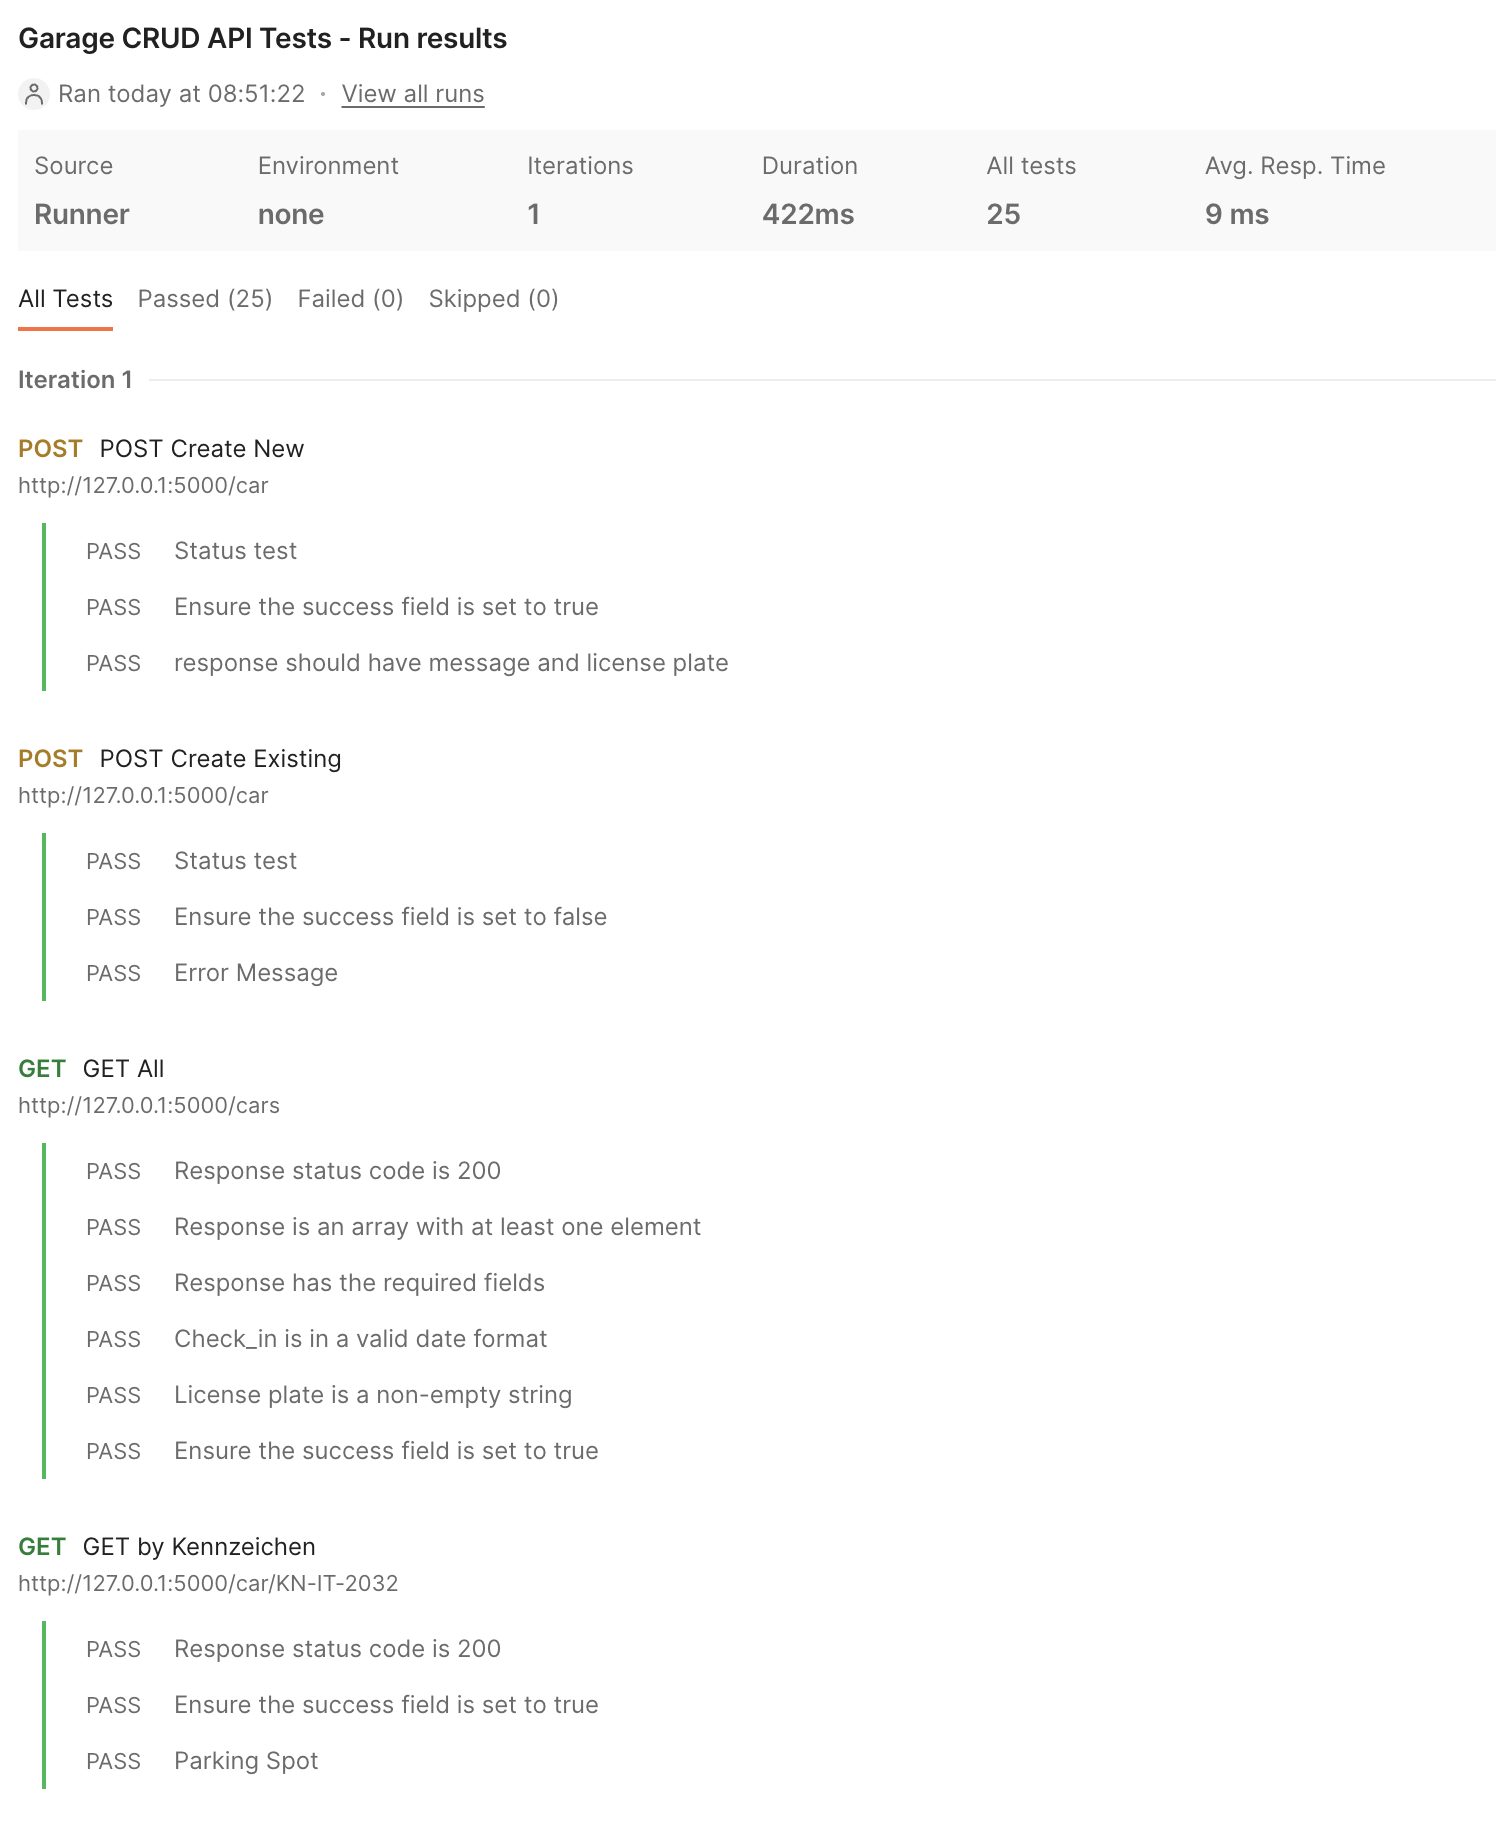 Garage CRUD API Tests - Run results
Ran today at 08:51:22 · View all runs
Source Environment Iterations Duration All tests Avg. Resp. Time
Runner none 1 422ms 25 9 ms
All Tests Passed (25) Failed (0) Skipped (0)
Iteration 1
POST POST Create New
http://127.0.0.1:5000/car
PASS Status test
PASS Ensure the success field is set to true
PASS response should have message and license plate
POST POST Create Existing
http://127.0.0.1:5000/car
PASS Status test
PASS Ensure the success field is set to false
PASS Error Message
GET GET All
http://127.0.0.1:5000/cars
PASS Response status code is 200
PASS Response is an array with at least one element
PASS Response has the required fields
PASS Check_in is in a valid date format
PASS License plate is a non-empty string
PASS Ensure the success field is set to true
GET GET by Kennzeichen
http://127.0.0.1:5000/car/KN-IT-2032
PASS Response status code is 200
PASS Ensure the success field is set to true
PASS Parking Spot